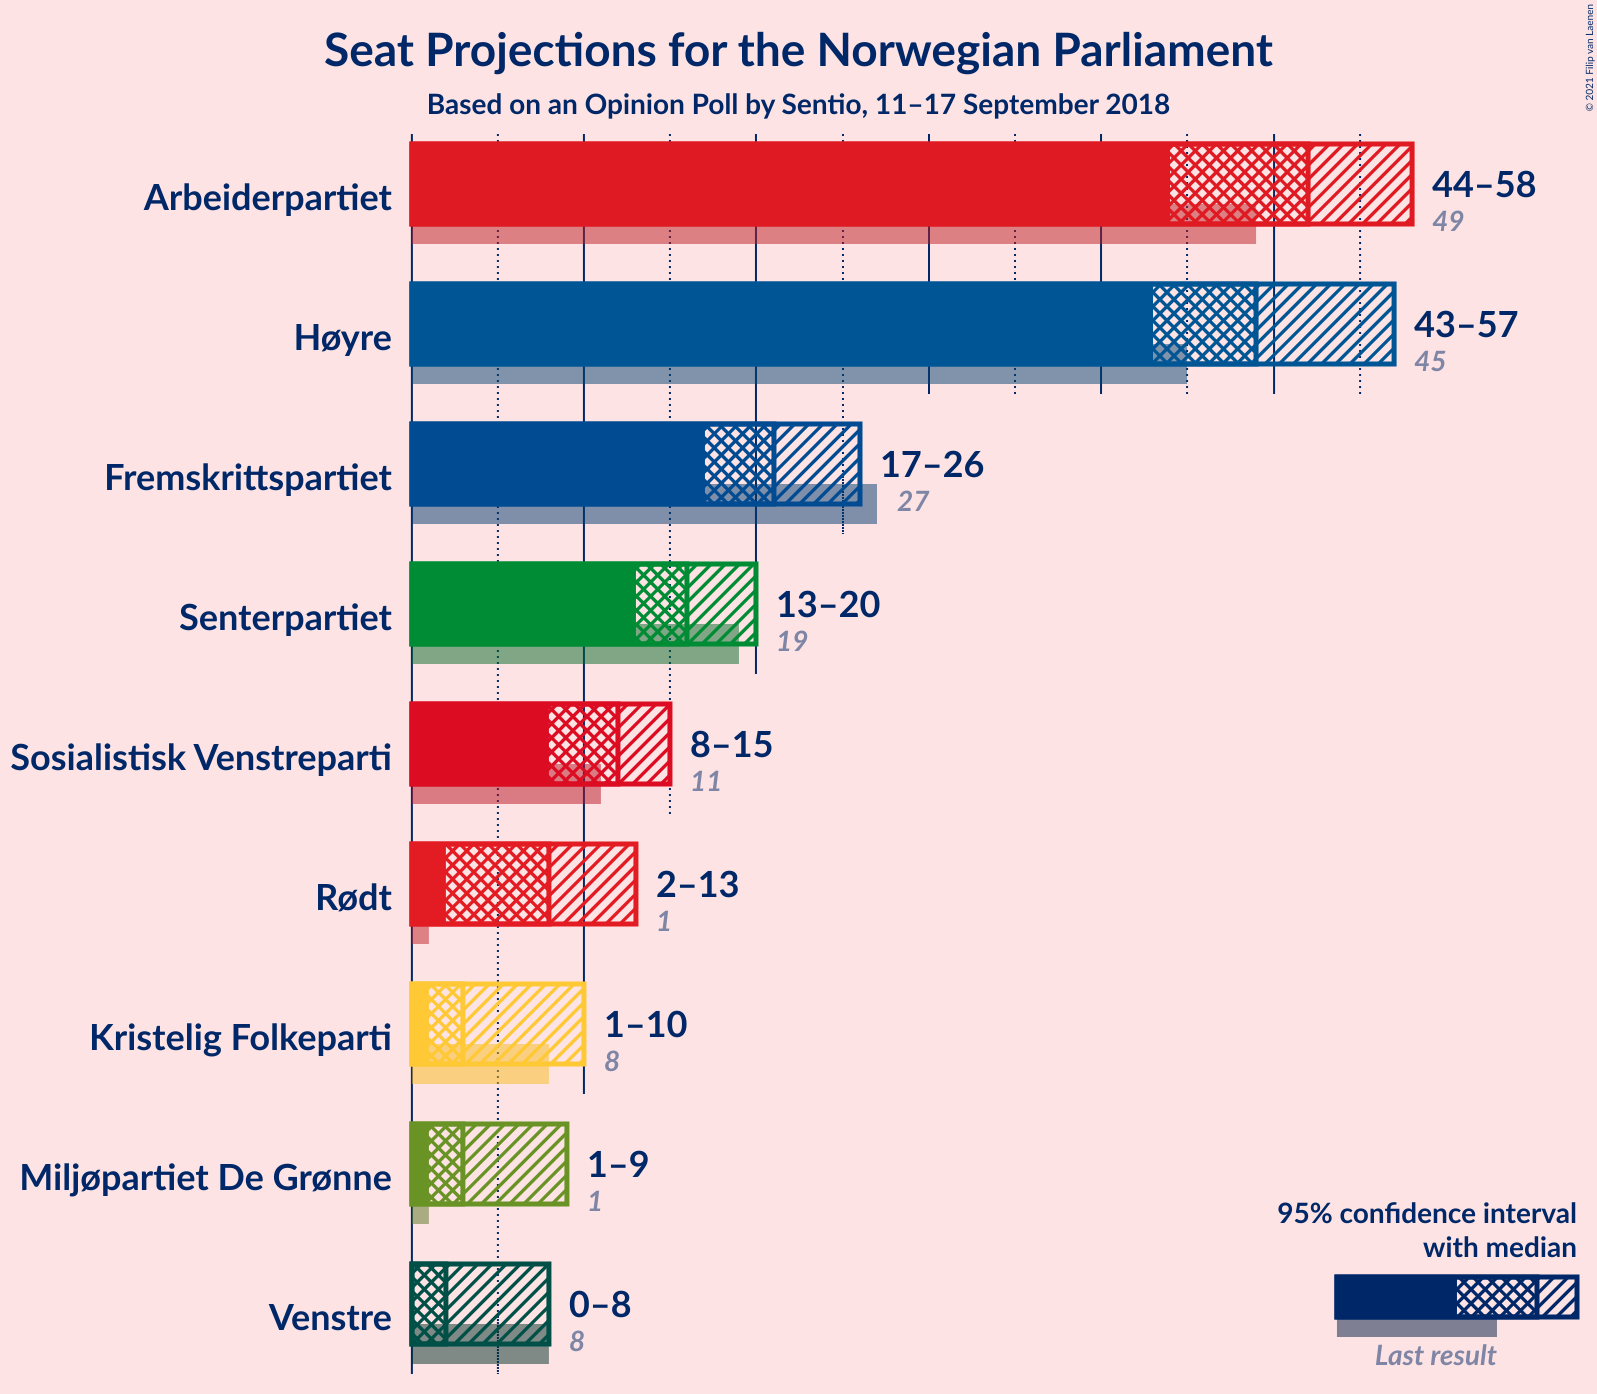 Seat Projections for the Norwegian Parliament
Based on an Opinion Poll by Sentio, 11–17 September 2018
© 2021 Filip van Laenen
Arbeiderpartiet
44–58
49
Høyre
43–57
45
Fremskrittspartiet
17–26
27
Senterpartiet
13–20
19
Sosialistisk Venstreparti
8–15
11
Rødt
2–13
1
Kristelig Folkeparti
1–10
8
Miljøpartiet De Grønne
1–9
1
Venstre
0–8
8
95% confidence interval
with median
Last result